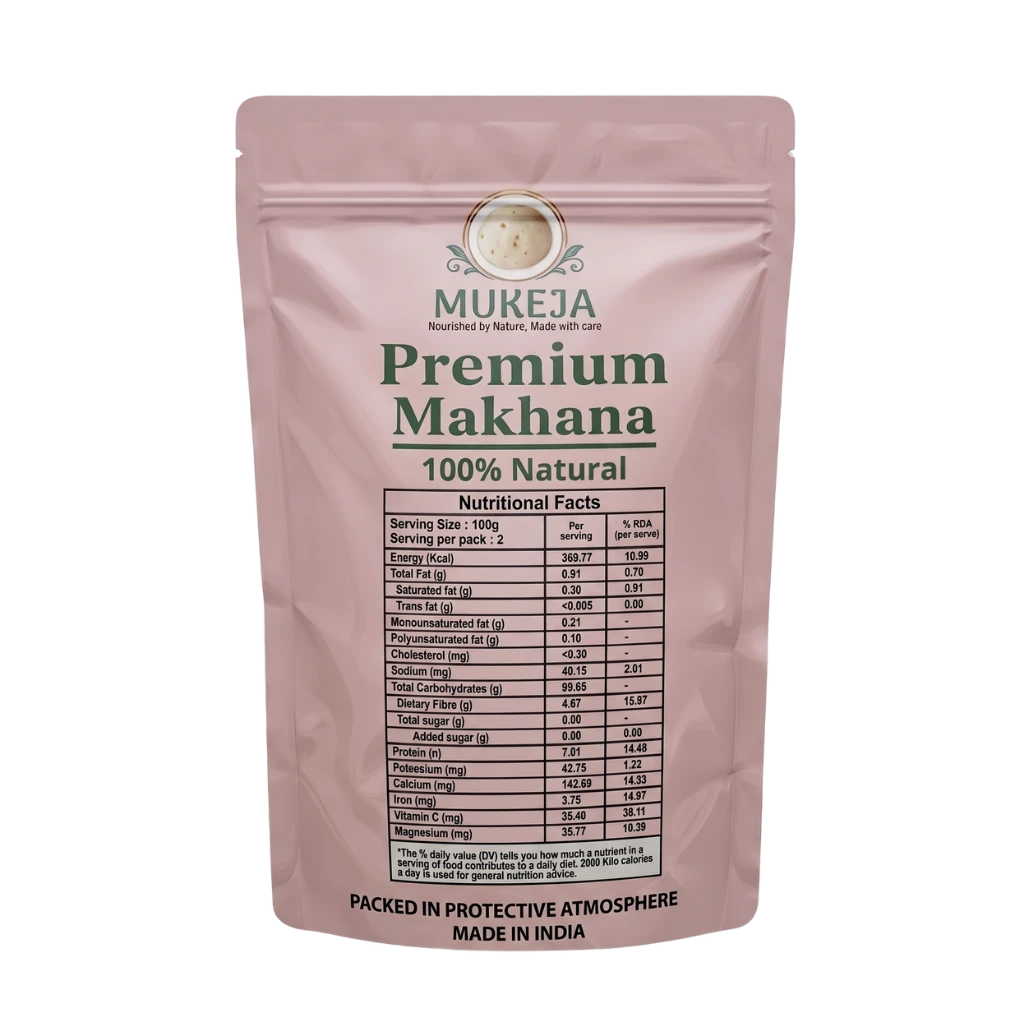 MUKEJA
Nourished by Nature, Made with care
Premium
Makhana
100% Natural
Nutritional Facts
Serving Size : 100g
Serving per pack : 2
Per
serving
% RDA
(per serve)
Energy (Kcal) 369.77 10.99
Total Fat (g) 0.91 0.70
Saturated fat (g) 0.30 0.91
Trans fat (g) <0.005 0.00
Monounsaturated fat (g) 0.21 -
Polyunsaturated fat (g) 0.10 -
Cholesterol (mg) <0.30 -
Sodium (mg) 40.15 2.01
Total Carbohydrates (g) 99.65 -
Dietary Fibre (g) 4.67 15.97
Total sugar (g) 0.00 -
Added sugar (g) 0.00 0.00
Protein (n) 7.01 14.48
Poteesium (mg) 42.75 1.22
Calcium (mg) 142.69 14.33
Iron (mg) 3.75 14.97
Vitamin C (mg) 35.40 38.11
Magnesium (mg) 35.77 10.39
*The % daily value (DV) tells you how much a nutrient in a
serving of food contributes to a daily diet. 2000 Kilo calories
a day is used for general nutrition advice.
PACKED IN PROTECTIVE ATMOSPHERE
MADE IN INDIA